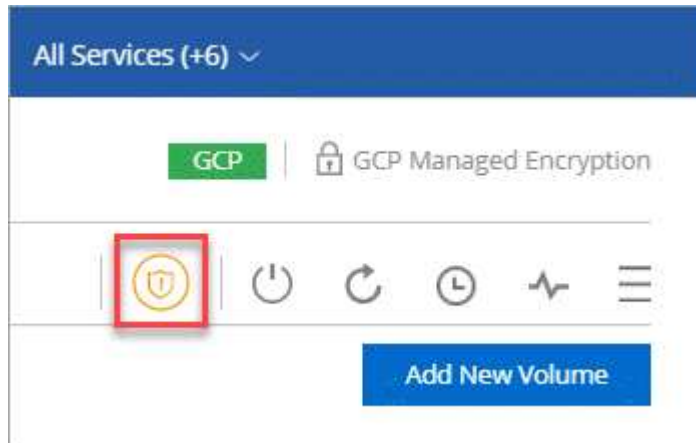 All Services (+6)
GCP
GCP Managed Encryption
Add New Volume